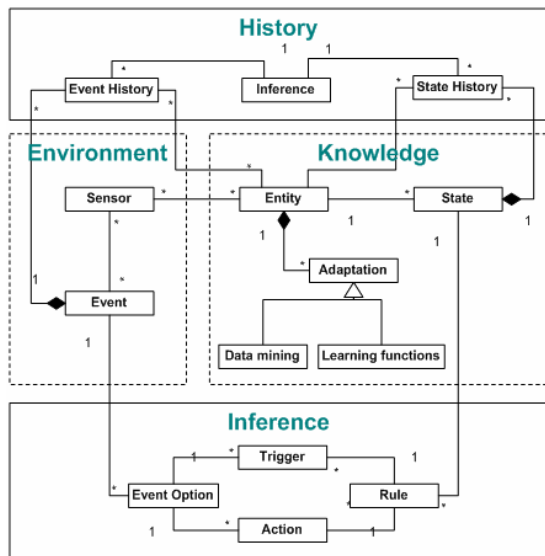 History
1
1
*
*
Event History
Inference
State History
*
*
*
*
Environment
Knowledge
*
Sensor
*
*
Entity
*
State
1
1
1
1
*
Adaptation
*
*
1
Event
1
Data mining
Learning functions
Inference
1
*
Trigger
1
*
*
Event Option
Rule
*
*
1
*
Action
1